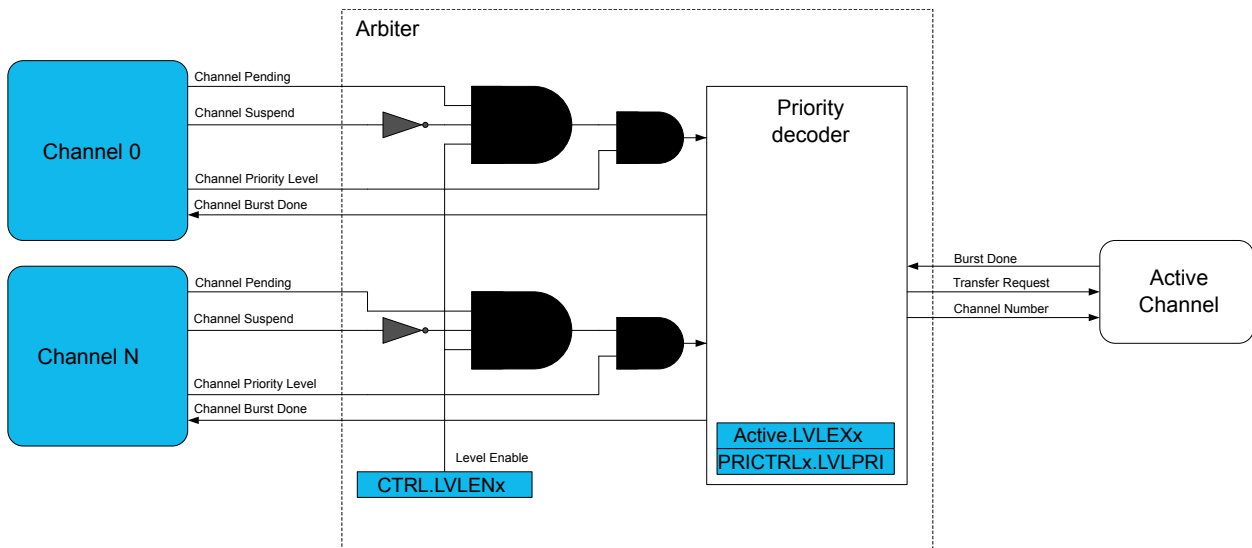 Arbiter
Channel Pending
Channel Suspend
Channel 0
Channel Priority Level
Channel Burst Done
Priority
decoder
Burst Done
Transfer Request
Channel Number
Active
Channel
Channel Pending
Channel Suspend
Channel N
Channel Priority Level
Channel Burst Done
Level Enable
CTRL.LVLENx
Active.LVLEXx
PRICTRLx.LVLPRI